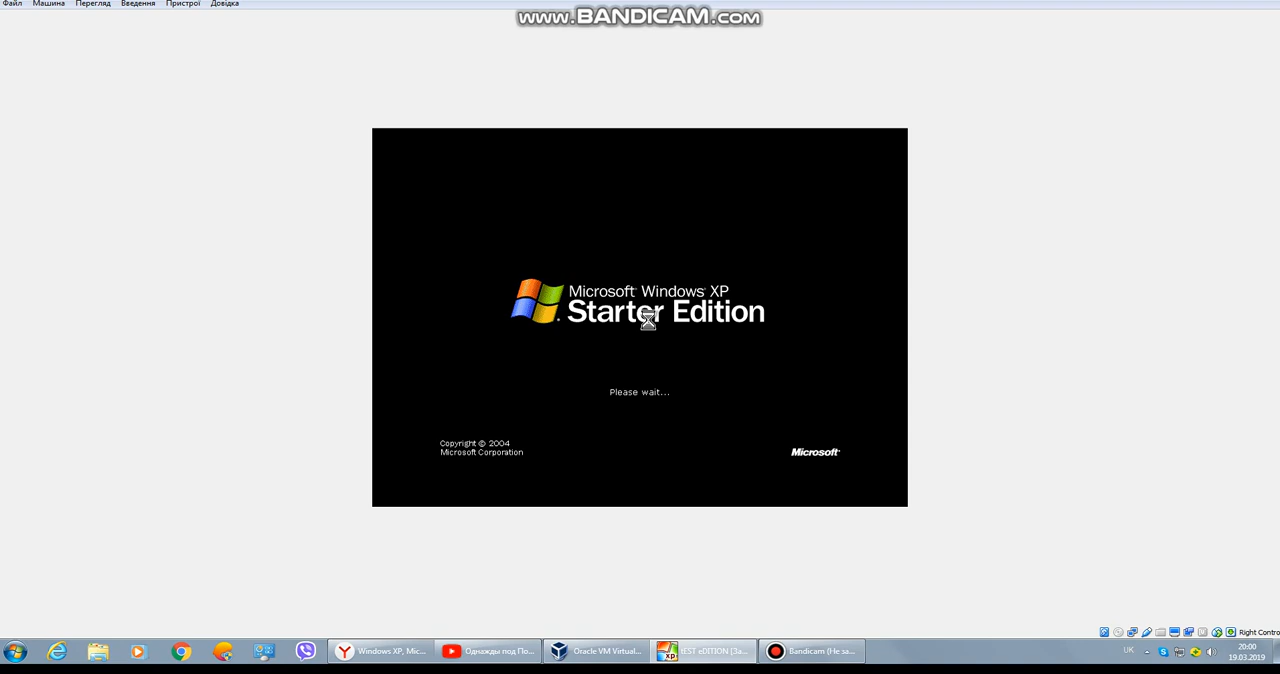 Файл Машина Перегляд Введення Пристрої Довідка
www.BANDICAM.com
Microsoft Windows XP
Starter Edition
Please wait...
Copyright © 2004
Microsoft Corporation
Microsoft
Right Contro
Windows XP, Mic...
Однажды под По...
Oracle VM Virtual...
tEST eDITION [За...
Bandicam (Не за...
UK
20:00
19.03.2019